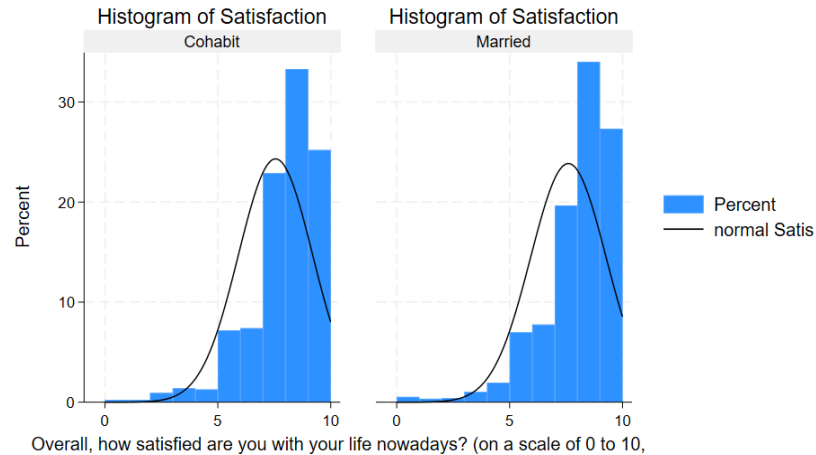 Histogram of Satisfaction
Histogram of Satisfaction
Cohabit
Married
30
20
10
0
Percent
0 5 10
0 5 10
Percent
normal Satis
Overall, how satisfied are you with your life nowadays? (on a scale of 0 to 10,